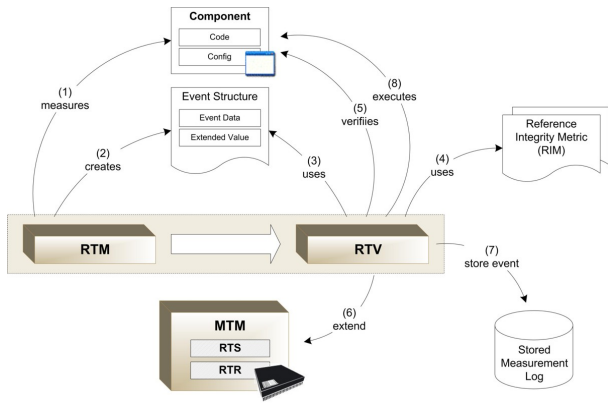 Component
Code
Config
(1)
measures
Event Structure
Event Data
Extended Value
(2)
creates
(3)
uses
(5)
verifiies
(8)
executes
(4)
uses
Reference
Integrity Metric
(RIM)
RTM
RTV
(7)
store event
(6)
extend
MTM
RTS
RTR
Stored
Measurement
Log